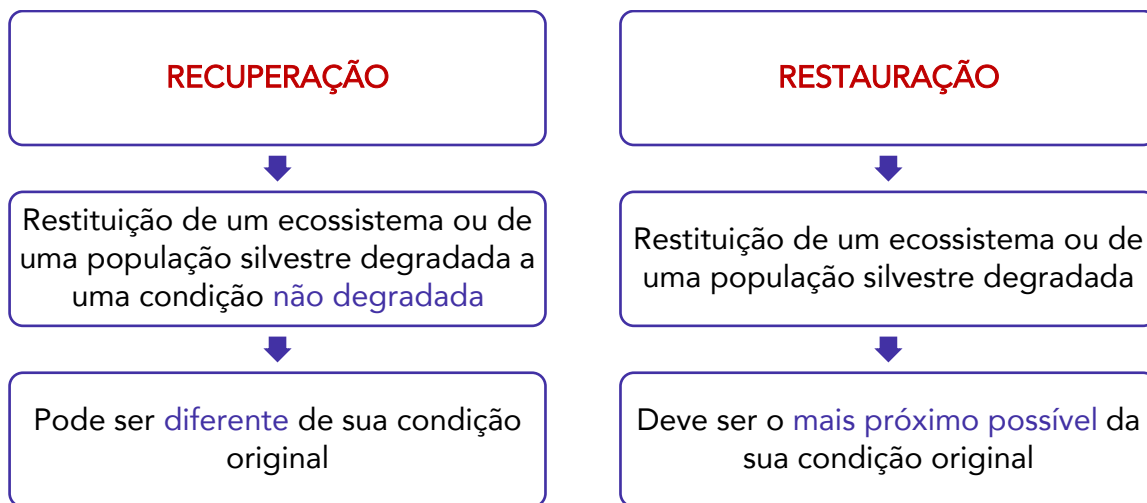 RECUPERAÇÃO
Restituição de um ecossistema ou de
uma população silvestre degradada a
uma condição não degradada
Pode ser diferente de sua condição
original
RESTAURAÇÃO
Restituição de um ecossistema ou de
uma população silvestre degradada
Deve ser o mais próximo possível da
sua condição original